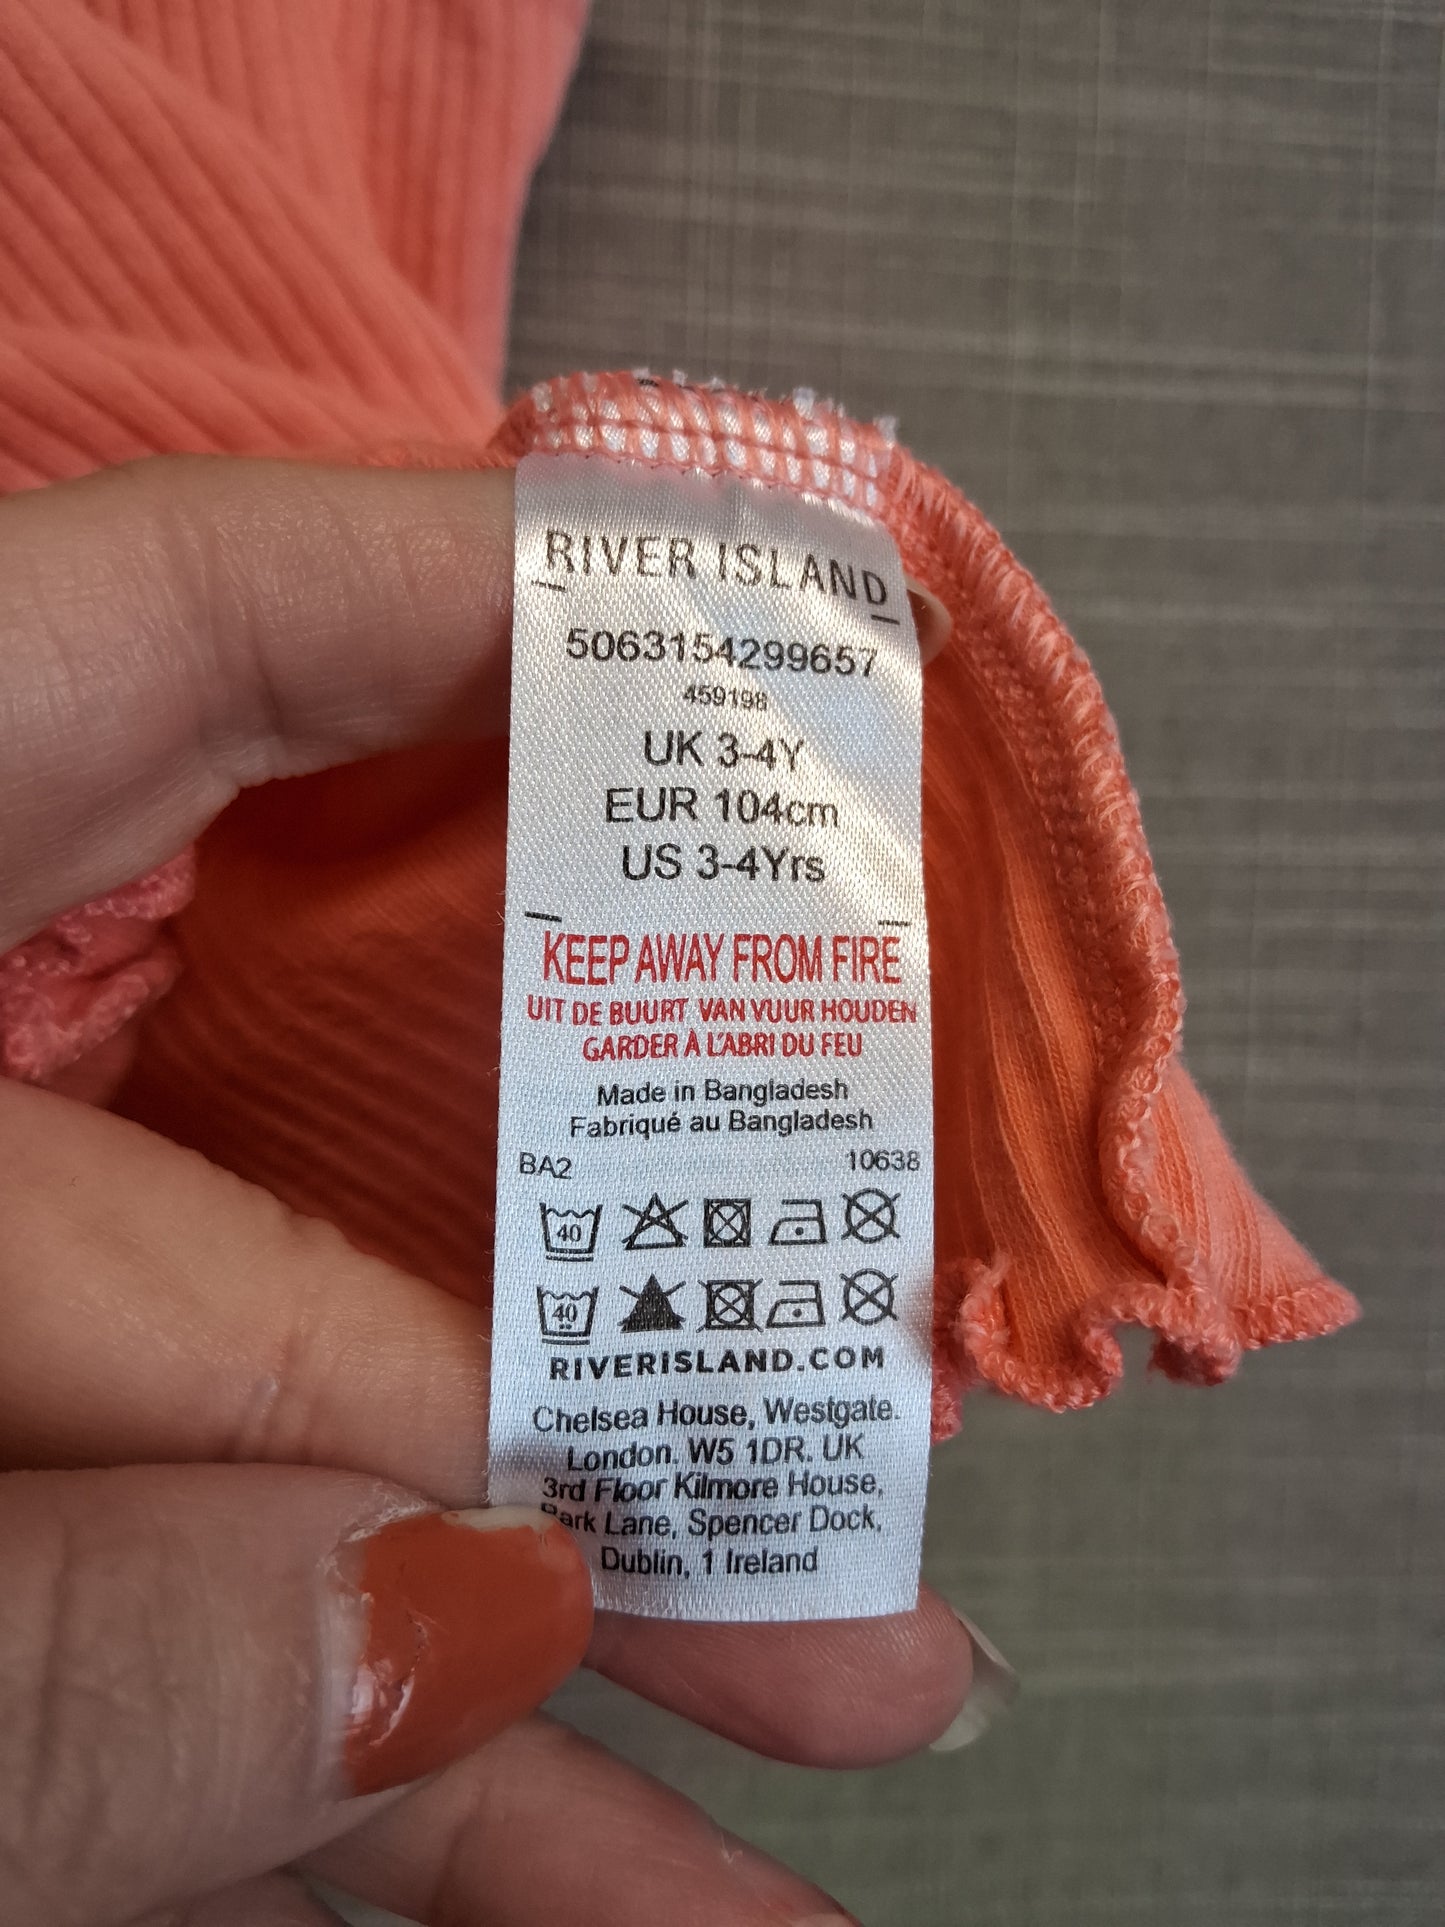 RIVER ISLAND
5063154299657
459198
UK 3-4Y
EUR 104cm
US 3-4Yrs
KEEP AWAY FROM FIRE
UIT DE BUURT VAN VUUR HOUDEN
GARDER À L'ABRI DU FEU
Made in Bangladesh
Fabriqué au Bangladesh
BA2 10638
40
40
RIVERISLAND.COM
Chelsea House, Westgate.
London. W5 1DR. UK
3rd Floor Kilmore House,
Park Lane, Spencer Dock,
Dublin, 1 Ireland